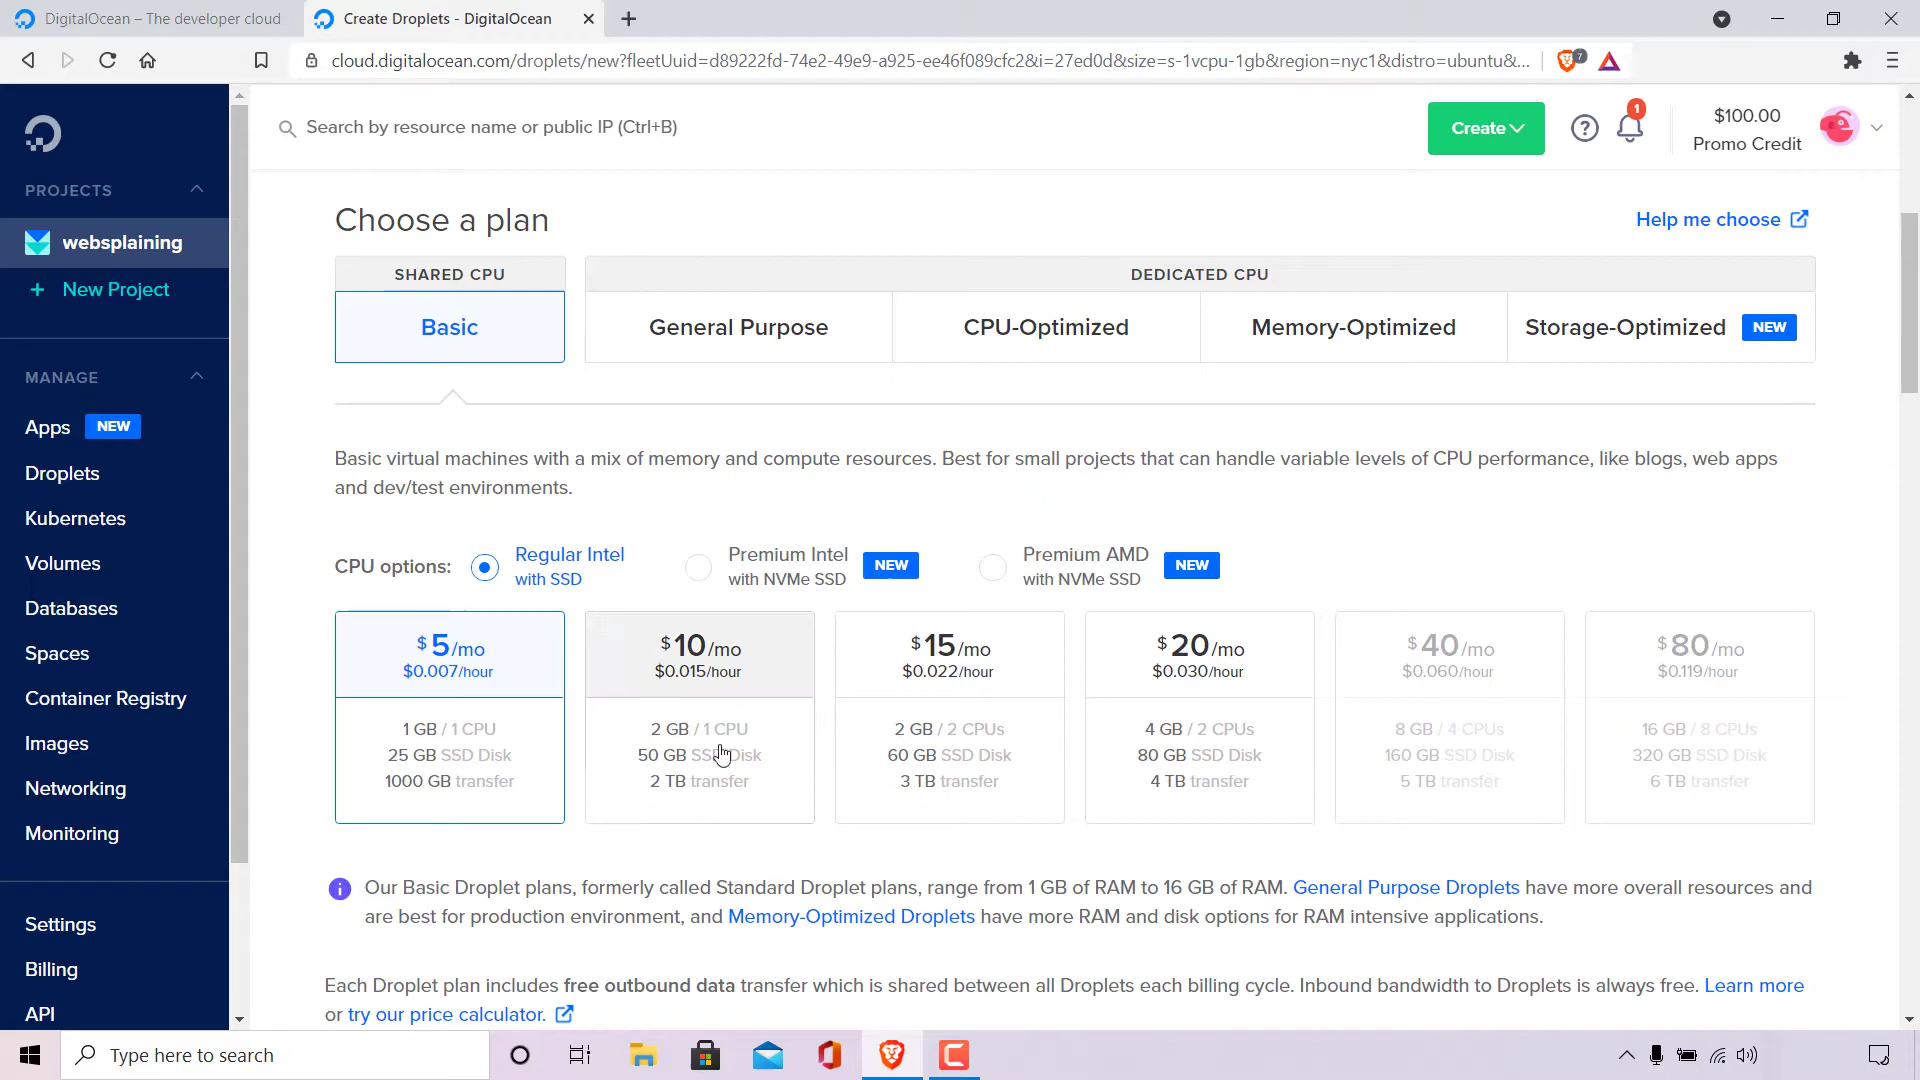 DigitalOcean – The developer cloud
Create Droplets - DigitalOcean
cloud.digitalocean.com/droplets/new?fleetUuid=d89222fd-74e2-49e9-a925-ee46f089cfc2&i=27ed0d&size=s-1vcpu-1gb&region=nyc1&distro=ubuntu&...
7
Search by resource name or public IP (Ctrl+B)
Create
1
$100.00
Promo Credit
PROJECTS
websplaining
+ New Project
MANAGE
Apps NEW
Droplets
Kubernetes
Volumes
Databases
Spaces
Container Registry
Images
Networking
Monitoring
Settings
Billing
API
Choose a plan
Help me choose
SHARED CPU
DEDICATED CPU
Basic
General Purpose
CPU-Optimized
Memory-Optimized
Storage-Optimized NEW
Basic virtual machines with a mix of memory and compute resources. Best for small projects that can handle variable levels of CPU performance, like blogs, web apps
and dev/test environments.
CPU options:
Regular Intel
with SSD
Premium Intel
with NVMe SSD
NEW
Premium AMD
with NVMe SSD
NEW
$ 5/mo
$0.007/hour
1 GB / 1 CPU
25 GB SSD Disk
1000 GB transfer
$ 10/mo
$0.015/hour
2 GB / 1 CPU
50 GB SSD Disk
2 TB transfer
$ 15/mo
$0.022/hour
2 GB / 2 CPUs
60 GB SSD Disk
3 TB transfer
$ 20/mo
$0.030/hour
4 GB / 2 CPUs
80 GB SSD Disk
4 TB transfer
$ 40/mo
$0.060/hour
8 GB / 4 CPUs
160 GB SSD Disk
5 TB transfer
$ 80/mo
$0.119/hour
16 GB / 8 CPUs
320 GB SSD Disk
6 TB transfer
Our Basic Droplet plans, formerly called Standard Droplet plans, range from 1 GB of RAM to 16 GB of RAM. General Purpose Droplets have more overall resources and
are best for production environment, and Memory-Optimized Droplets have more RAM and disk options for RAM intensive applications.
Each Droplet plan includes free outbound data transfer which is shared between all Droplets each billing cycle. Inbound bandwidth to Droplets is always free. Learn more
or try our price calculator.
Type here to search